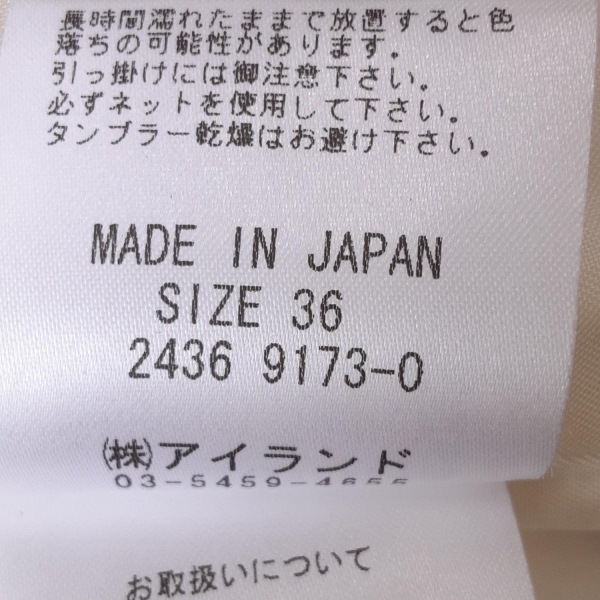 長時間濡れたままで放置すると色
落ちの可能性があります。
引っ掛けには御注意下さい。
必ずネットを使用して下さい。
タンブラー乾燥はお避け下さい。
MADE IN JAPAN
SIZE 36
2436 9173-0
(株)アイランド
03-5459-4656
お取扱いについて